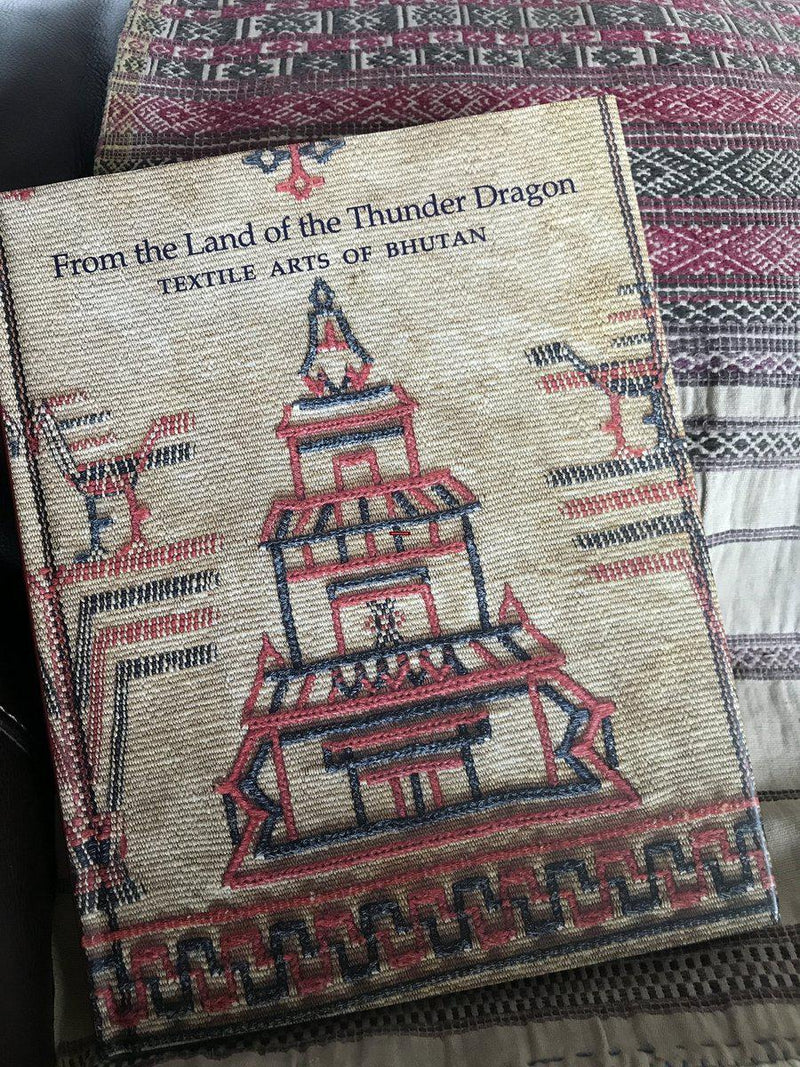 From the Land of the Thunder Dragon
TEXTILE ARTS OF BHUTAN